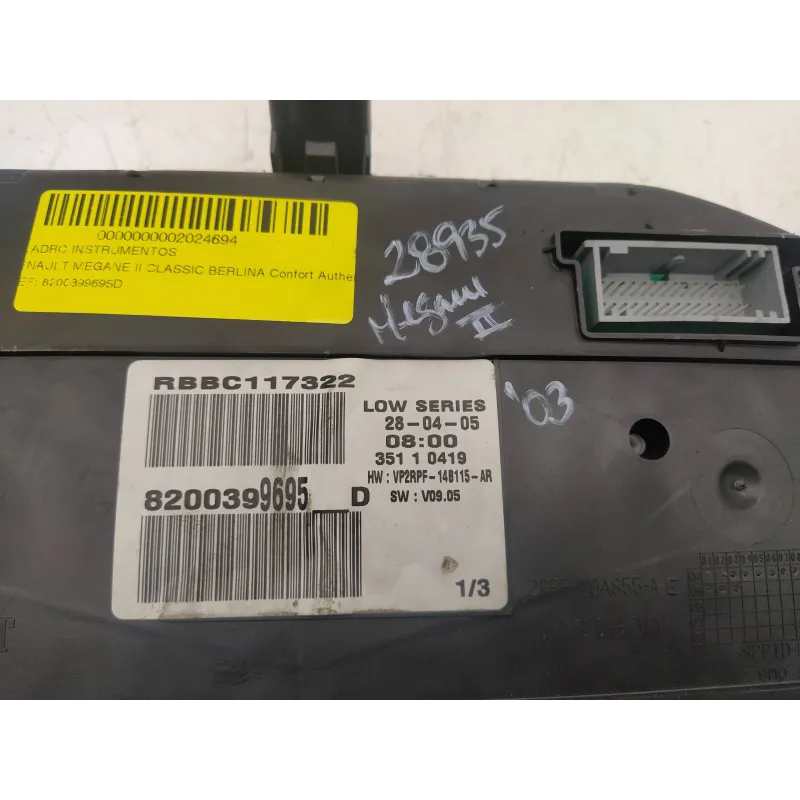 0000000002024694
ADRO INSTRUMENTOS
ENAULT MEGANE II CLASSIC BERLINA Confort Authe
EF: 8200399695D
28935
Megane
II
'03
RBBC117322
LOW SERIES
28-04-05
08:00
351 1 0419
HW : VP2RPF-14B115-AR
SW : V09.05
8200399695__D
1/3